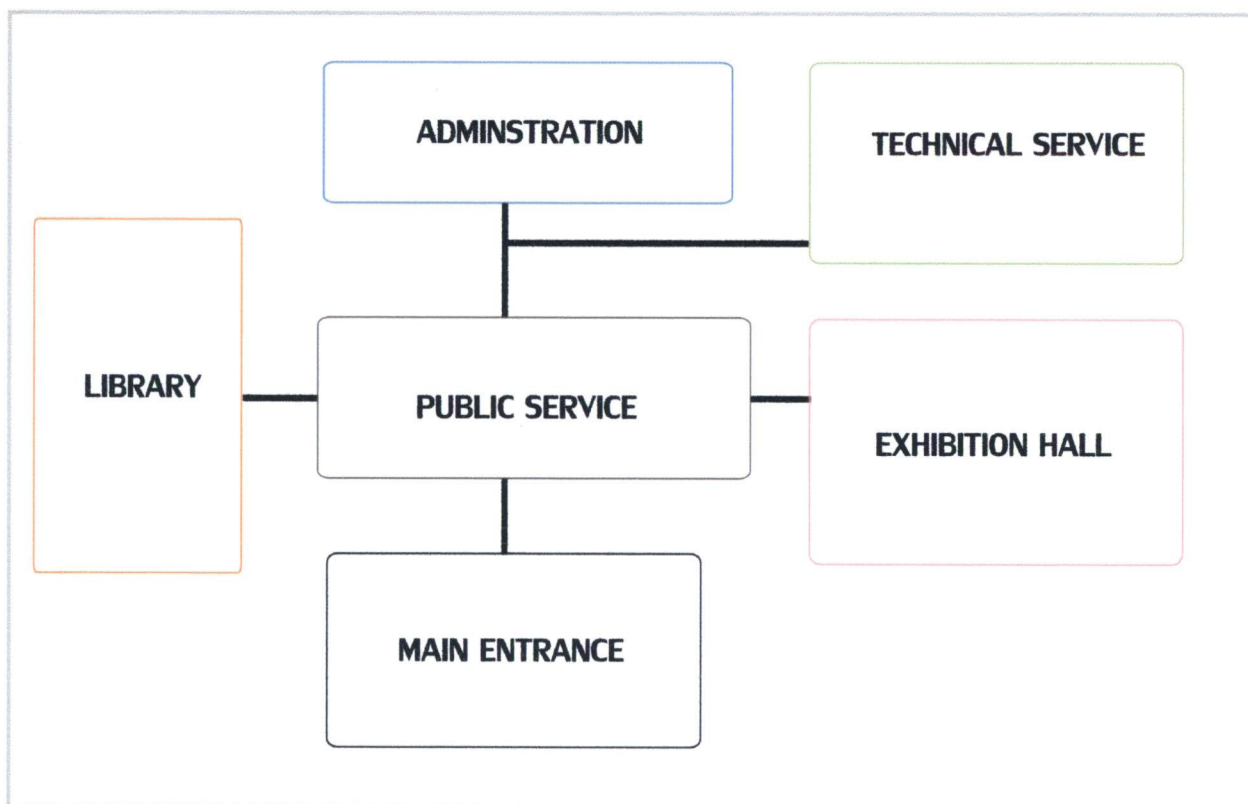 ADMINSTRATION
TECHNICAL SERVICE
LIBRARY
PUBLIC SERVICE
EXHIBITION HALL
MAIN ENTRANCE